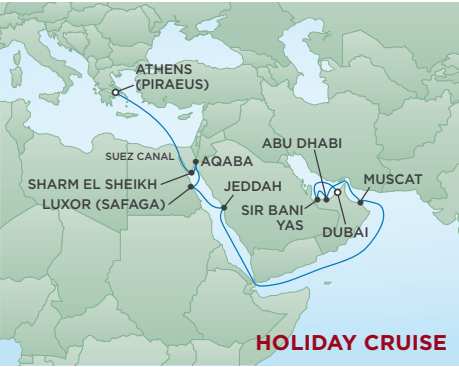 ATHENS
(PIRAEUS)
SUEZ CANAL
AQABA
ABU DHABI
SHARM EL SHEIKH
JEDDAH
MUSCAT
LUXOR (SAFAGA)
SIR BANI
YAS
DUBAI
HOLIDAY CRUISE